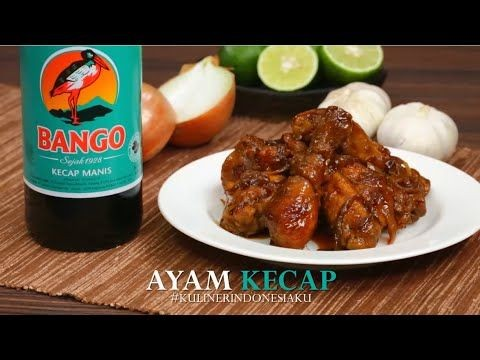 BANGO
Sejak 1928
KECAP MANIS
AYAM KECAP
#KULINERINDONESIAKU